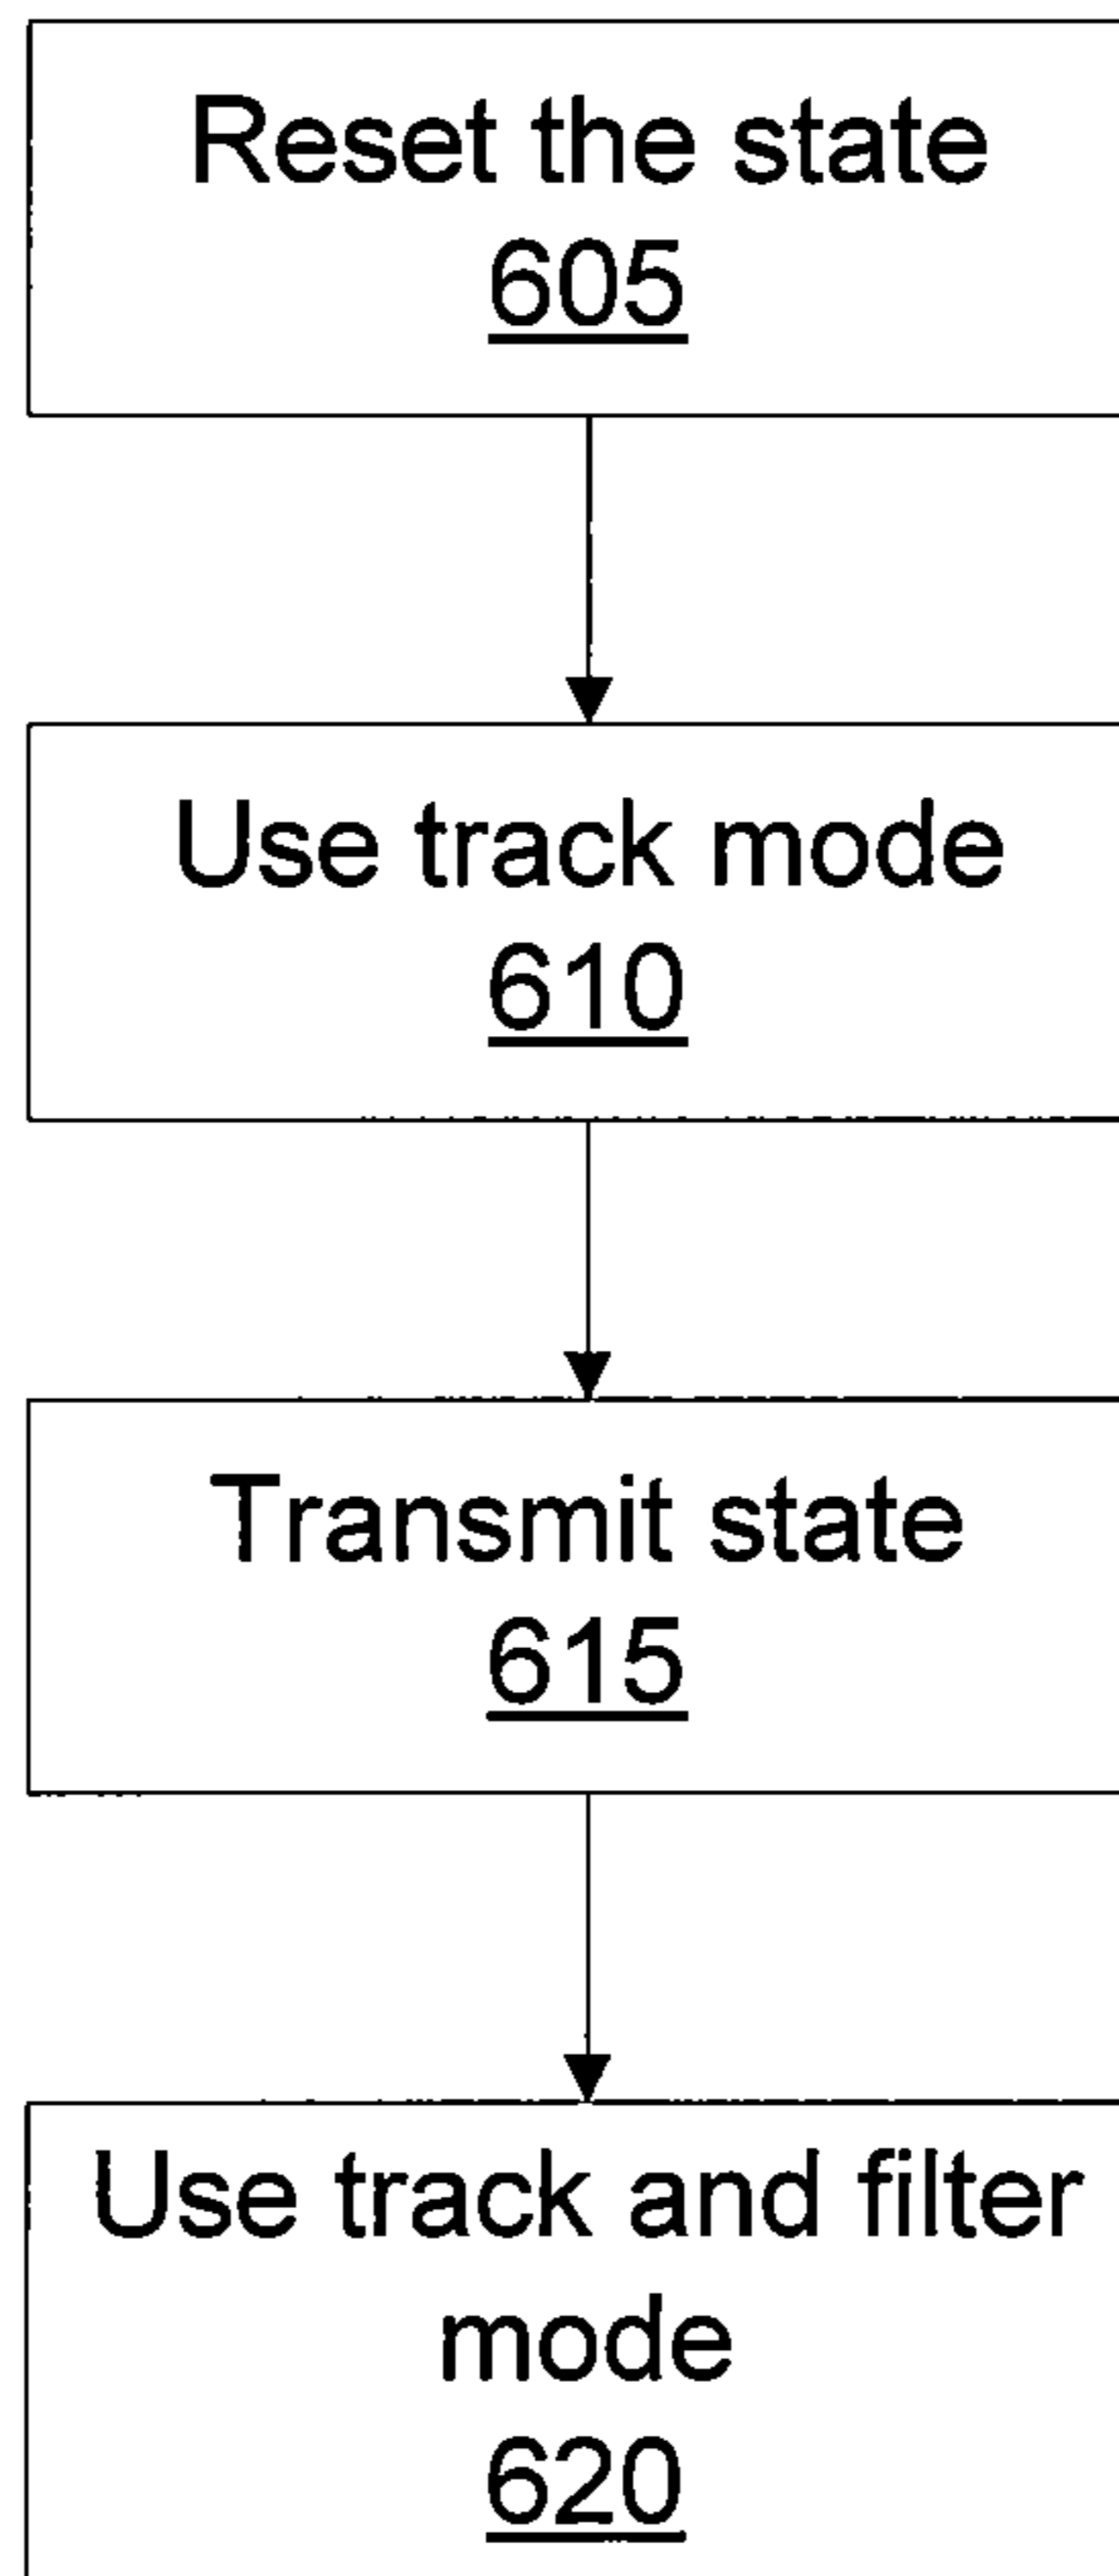 Reset the state
605
Use track mode
610
Transmit state
615
Use track and filter
mode
620